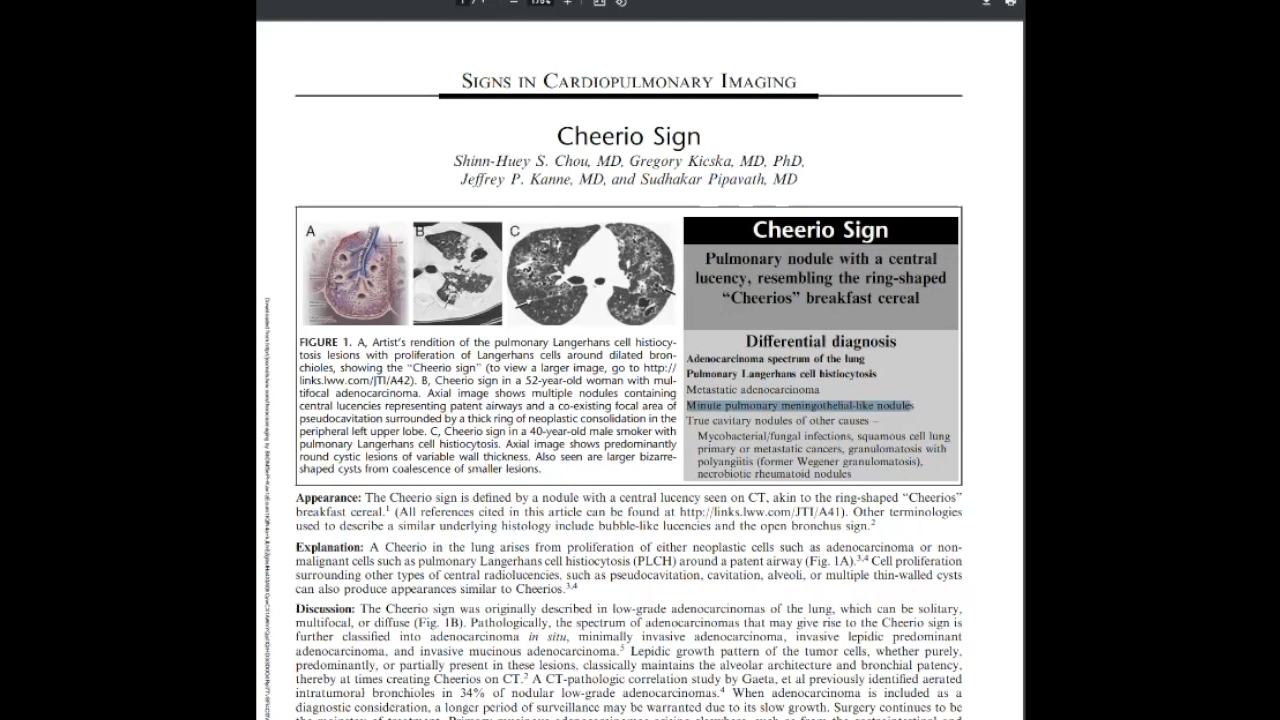 SIGNS IN CARDIOPULMONARY IMAGING
Cheerio Sign
Shinn-Huey S. Chou, MD, Gregory Kicska, MD, PhD,
Jeffrey P. Kanne, MD, and Sudhakar Pipavath, MD
A
B
C
Cheerio Sign
Pulmonary nodule with a central
lucency, resembling the ring-shaped
“Cheerios” breakfast cereal
FIGURE 1. A, Artist’s rendition of the pulmonary Langerhans cell histiocy-
tosis lesions with proliferation of Langerhans cells around dilated bron-
chioles, showing the “Cheerio sign” (to view a larger image, go to http://
links.lww.com/JTI/A42). B, Cheerio sign in a 52-year-old woman with mul-
tifocal adenocarcinoma. Axial image shows multiple nodules containing
central lucencies representing patent airways and a co-existing focal area of
pseudocavitation surrounded by a thick ring of neoplastic consolidation in the
peripheral left upper lobe. C, Cheerio sign in a 40-year-old male smoker with
pulmonary Langerhans cell histiocytosis. Axial image shows predominantly
round cystic lesions of variable wall thickness. Also seen are larger bizarre-
shaped cysts from coalescence of smaller lesions.
Differential diagnosis
Adenocarcinoma spectrum of the lung
Pulmonary Langerhans cell histiocytosis
Metastatic adenocarcinoma
Minute pulmonary meningothelial-like nodules
True cavitary nodules of other causes –
Mycobacterial/fungal infections, squamous cell lung
primary or metastatic cancers, granulomatosis with
polyangiitis (former Wegener granulomatosis),
necrobiotic rheumatoid nodules
Appearance: The Cheerio sign is defined by a nodule with a central lucency seen on CT, akin to the ring-shaped “Cheerios”
breakfast cereal.1 (All references cited in this article can be found at http://links.lww.com/JTI/A41). Other terminologies
used to describe a similar underlying histology include bubble-like lucencies and the open bronchus sign.2
Explanation: A Cheerio in the lung arises from proliferation of either neoplastic cells such as adenocarcinoma or non-
malignant cells such as pulmonary Langerhans cell histiocytosis (PLCH) around a patent airway (Fig. 1A).3,4 Cell proliferation
surrounding other types of central radiolucencies, such as pseudocavitation, cavitation, alveoli, or multiple thin-walled cysts
can also produce appearances similar to Cheerios.3,4
Discussion: The Cheerio sign was originally described in low-grade adenocarcinomas of the lung, which can be solitary,
multifocal, or diffuse (Fig. 1B). Pathologically, the spectrum of adenocarcinomas that may give rise to the Cheerio sign is
further classified into adenocarcinoma in situ, minimally invasive adenocarcinoma, invasive lepidic predominant
adenocarcinoma, and invasive mucinous adenocarcinoma.5 Lepidic growth pattern of the tumor cells, whether purely,
predominantly, or partially present in these lesions, classically maintains the alveolar architecture and bronchial patency,
thereby at times creating Cheerios on CT.2 A CT-pathologic correlation study by Gaeta, et al previously identified aerated
intratumoral bronchioles in 34% of nodular low-grade adenocarcinomas.4 When adenocarcinoma is included as a
diagnostic consideration, a longer period of surveillance may be warranted due to its slow growth. Surgery continues to be